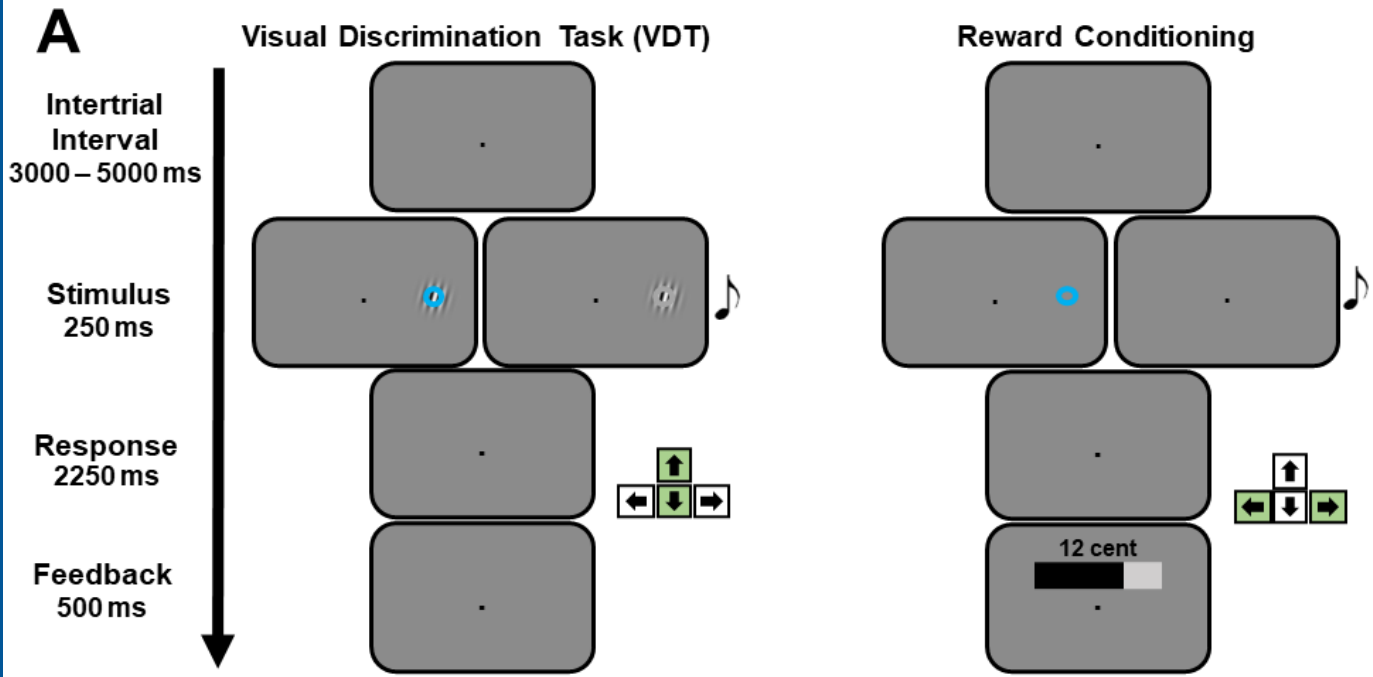 A
Visual Discrimination Task (VDT)
Reward Conditioning
Intertrial
Interval
3000 – 5000 ms
Stimulus
250 ms
Response
2250 ms
Feedback
500 ms
12 cent